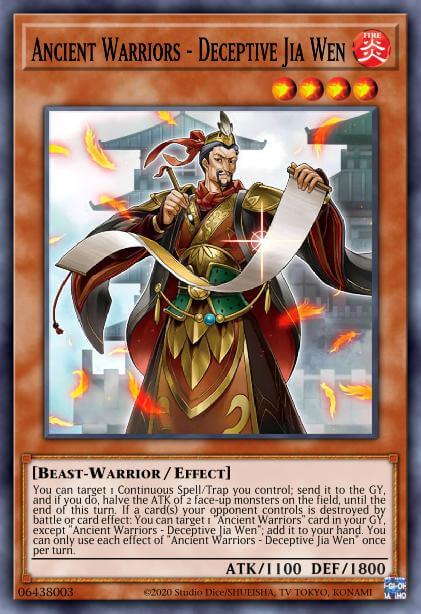 ANCIENT WARRIORS - DECEPTIVE JIA WEN
FIRE
炎
[BEAST-WARRIOR / EFFECT]
You can target 1 Continuous Spell/Trap you control; send it to the GY,
and if you do, halve the ATK of 2 face-up monsters on the field, until the
end of this turn. If a card(s) your opponent controls is destroyed by
battle or card effect: You can target 1 "Ancient Warriors" card in your GY,
except "Ancient Warriors - Deceptive Jia Wen"; add it to your hand. You
can only use each effect of "Ancient Warriors - Deceptive Jia Wen" once
per turn.
ATK/1100 DEF/1800
06438003
©2020 Studio Dice/SHUEISHA, TV TOKYO, KONAMI